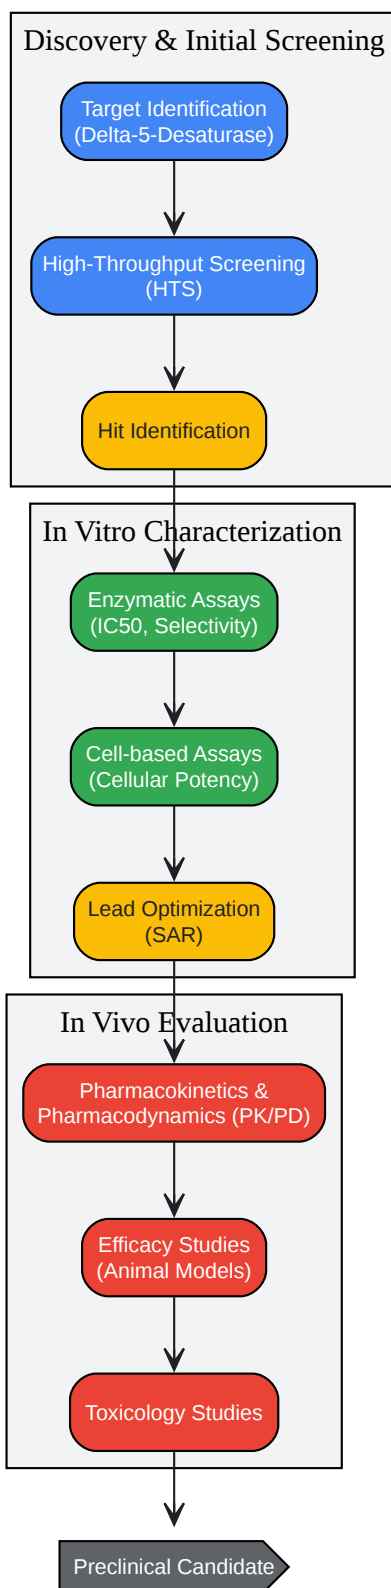 Discovery & Initial Screening
Target Identification
(Delta-5-Desaturase)
High-Throughput Screening
(HTS)
Hit Identification
In Vitro Characterization
Enzymatic Assays
(IC50, Selectivity)
Cell-based Assays
(Cellular Potency)
Lead Optimization
(SAR)
In Vivo Evaluation
Pharmacokinetics &
Pharmacodynamics (PK/PD)
Efficacy Studies
(Animal Models)
Toxicology Studies
Preclinical Candidate